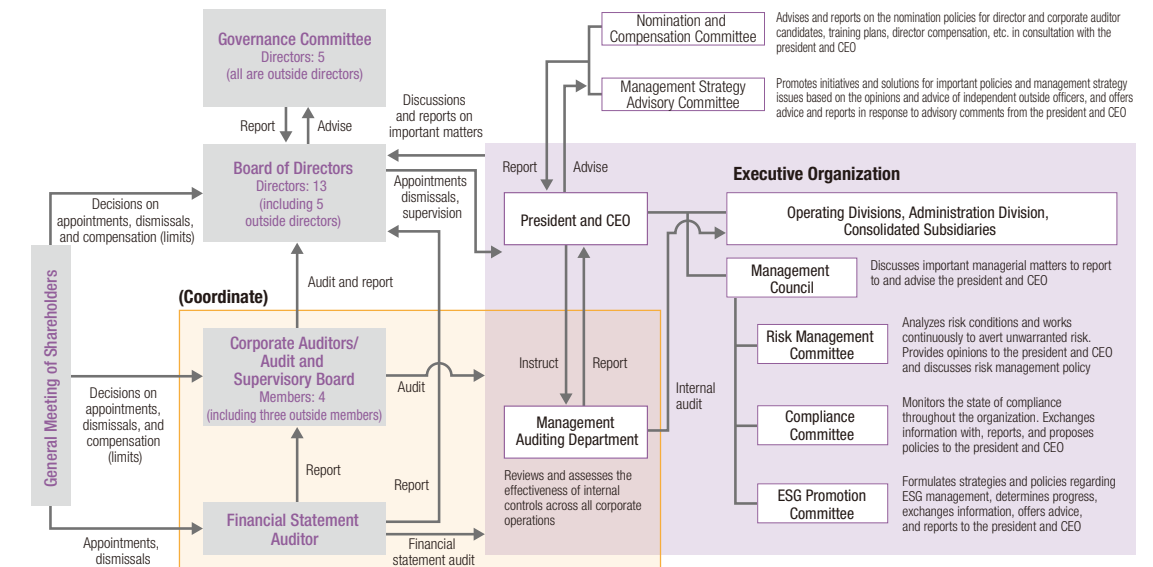 Governance Committee
Directors: 5
(all are outside directors)
Report
Advise
Discussions
and reports on
important matters
Nomination and
Compensation Committee
Advises and reports on the nomination policies for director and corporate auditor
candidates, training plans, director compensation, etc. in consultation with the
president and CEO
Management Strategy
Advisory Committee
Promotes initiatives and solutions for important policies and management strategy
issues based on the opinions and advice of independent outside officers, and offers
advice and reports in response to advisory comments from the president and CEO
Board of Directors
Directors: 13
(including 5
outside directors)
Appointments
dismissals,
supervision
Report
Advise
Executive Organization
President and CEO
Operating Divisions, Administration Division,
Consolidated Subsidiaries
Decisions on
appointments, dismissals,
and compensation (limits)
General Meeting of Shareholders
Audit and report
(Coordinate)
Management
Council
Discusses important managerial matters to report
to and advise the president and CEO
Corporate Auditors/
Audit and
Supervisory Board
Members: 4
(including three outside members)
Audit
Instruct
Report
Internal
audit
Risk Management
Committee
Analyzes risk conditions and works
continuously to avert unwarranted risk.
Provides opinions to the president and CEO
and discusses risk management policy
Decisions on
appointments,
dismissals, and
compensation
(limits)
Management
Auditing Department
Reviews and assesses the
effectiveness of internal
controls across all corporate
operations
Compliance
Committee
Monitors the state of compliance
throughout the organization. Exchanges
information with, reports, and proposes
policies to the president and CEO
Report
Report
ESG Promotion
Committee
Formulates strategies and policies regarding
ESG management, determines progress,
exchanges information, offers advice,
and reports to the president and CEO
Financial Statement
Auditor
Appointments,
dismissals
Financial
statement audit